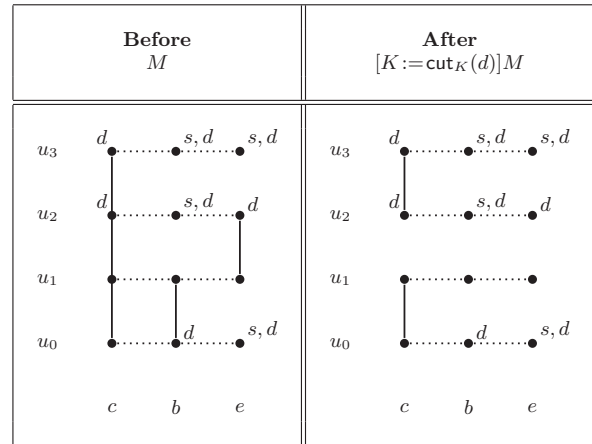 Before After
M [K:=cut_K(d)]M
d s, d s, d d s, d s, d
u₃ u₃
d s, d d d s, d d
u₂ u₂
u₁ u₁
d s, d d s, d
u₀ u₀
c b e c b e